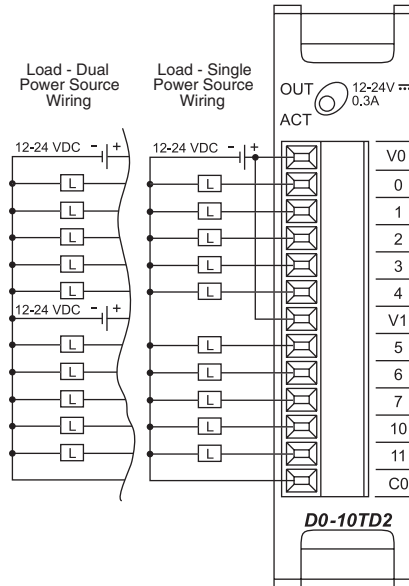 Load - Dual
Power Source
Wiring
Load - Single
Power Source
Wiring
OUT
ACT
12-24V
0.3A
12-24 VDC - +
L
L
L
L
L
12-24 VDC - +
L
L
L
L
L
12-24 VDC - +
L
L
L
L
L
L
L
L
L
L
V0
0
1
2
3
4
V1
5
6
7
10
11
C0
D0-10TD2